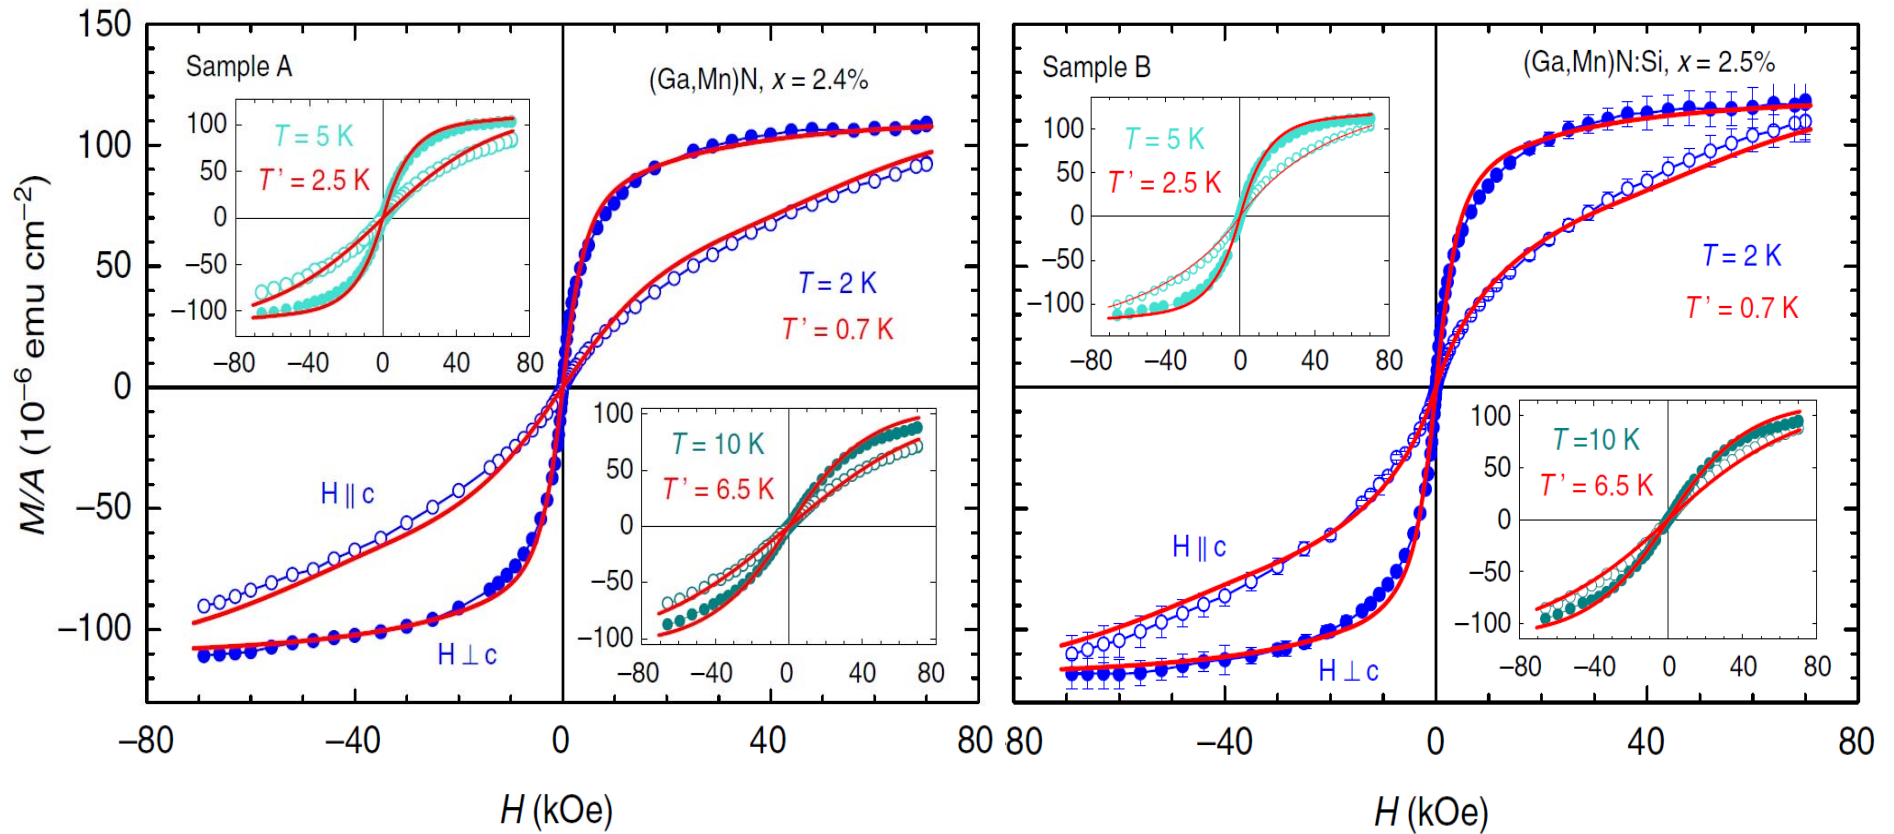 M/A (10⁻⁶ emu cm⁻²)
150
100
50
0
−50
−100
Sample A
(Ga,Mn)N, x = 2.4%
100
50
0
−50
−100
T = 5 K
T' = 2.5 K
−80 −40 0 40 80
T = 2 K
T' = 0.7 K
H ∥ c
H ⊥ c
100
50
0
−50
−100
T = 10 K
T' = 6.5 K
−80 −40 0 40 80
−80 −40 0 40 80
H (kOe)
Sample B
(Ga,Mn)N:Si, x = 2.5%
100
50
0
−50
−100
T = 5 K
T' = 2.5 K
−80 −40 0 40 80
T = 2 K
T' = 0.7 K
H ∥ c
H ⊥ c
100
50
0
−50
−100
T =10 K
T' = 6.5 K
−80 −40 0 40 80
80 −40 0 40 80
H (kOe)